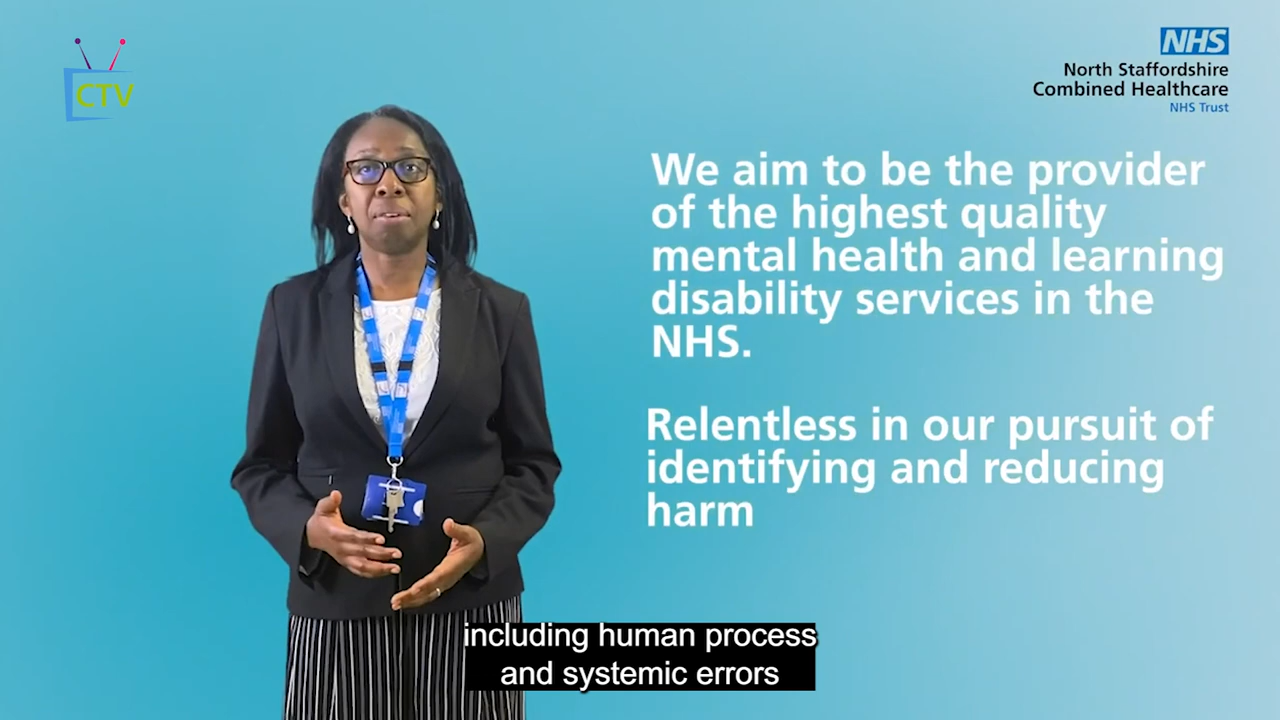 CTV
NHS
North Staffordshire
Combined Healthcare
NHS Trust
We aim to be the provider
of the highest quality
mental health and learning
disability services in the
NHS.
Relentless in our pursuit of
identifying and reducing
harm
including human process
and systemic errors